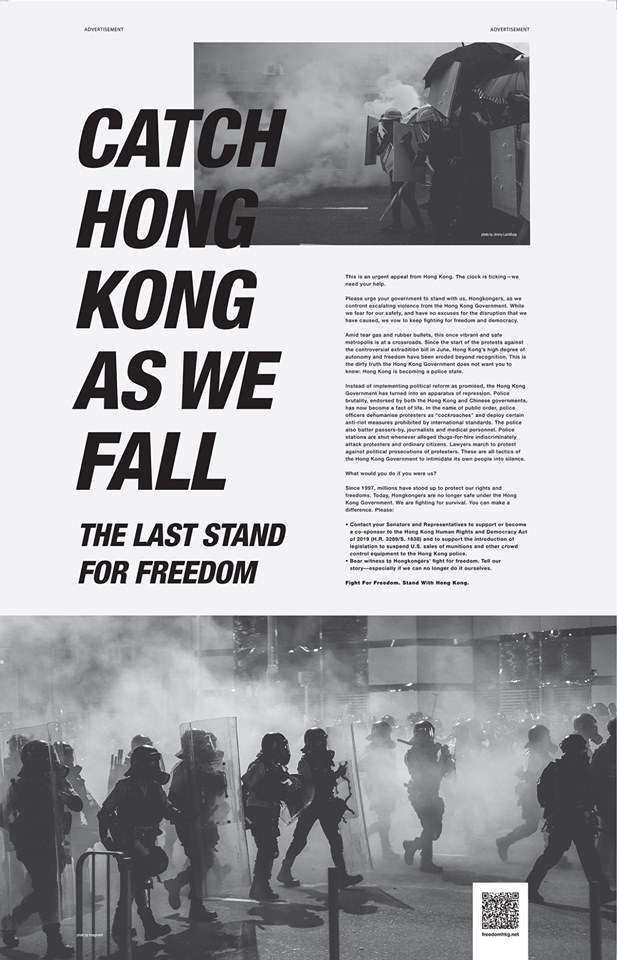 ADVERTISEMENT
ADVERTISEMENT
CATCH
HONG
KONG
AS WE
FALL
THE LAST STAND
FOR FREEDOM
This is an urgent appeal from Hong Kong. The clock is ticking—we
need your help.
Please urge your government to stand with us, Hongkongers, as we
confront escalating violence from the Hong Kong Government. While
we fear for our safety, and have no excuses for the disruption that we
have caused, we vow to keep fighting for freedom and democracy.
Amid tear gas and rubber bullets, this once vibrant and safe
metropolis is at a crossroads. Since the start of the protests against
the controversial extradition bill in June, Hong Kong's high degree of
autonomy and freedom have been eroded beyond recognition. This is
the dirty truth the Hong Kong Government does not want you to
know: Hong Kong is becoming a police state.
Instead of implementing political reform as promised, the Hong Kong
Government has turned into an apparatus of repression. Police
brutality, endorsed by both the Hong Kong and Chinese governments,
has now become a fact of life. In the name of public order, police
officers dehumanise protesters as "cockroaches" and deploy certain
anti-riot measures prohibited by international standards. The police
also batter passers-by, journalists and medical personnel. Police
stations are shut whenever alleged thugs-for-hire indiscriminately
attack protesters and ordinary citizens. Lawyers march to protest
against political prosecutions of protesters. These are all tactics of
the Hong Kong Government to intimidate its own people into silence.
What would you do if you were us?
Since 1997, millions have stood up to protect our rights and
freedoms. Today, Hongkongers are no longer safe under the Hong
Kong Government. We are fighting for survival. You can make a
difference. Please:
• Contact your Senators and Representatives to support or become
a co-sponsor to the Hong Kong Human Rights and Democracy Act
of 2019 (H.R. 3289/S. 1838) and to support the introduction of
legislation to suspend U.S. sales of munitions and other crowd
control equipment to the Hong Kong police.
• Bear witness to Hongkongers' fight for freedom. Tell our
story—especially if we can no longer do it ourselves.
Fight For Freedom. Stand With Hong Kong.
photo by
freedomhkg.net